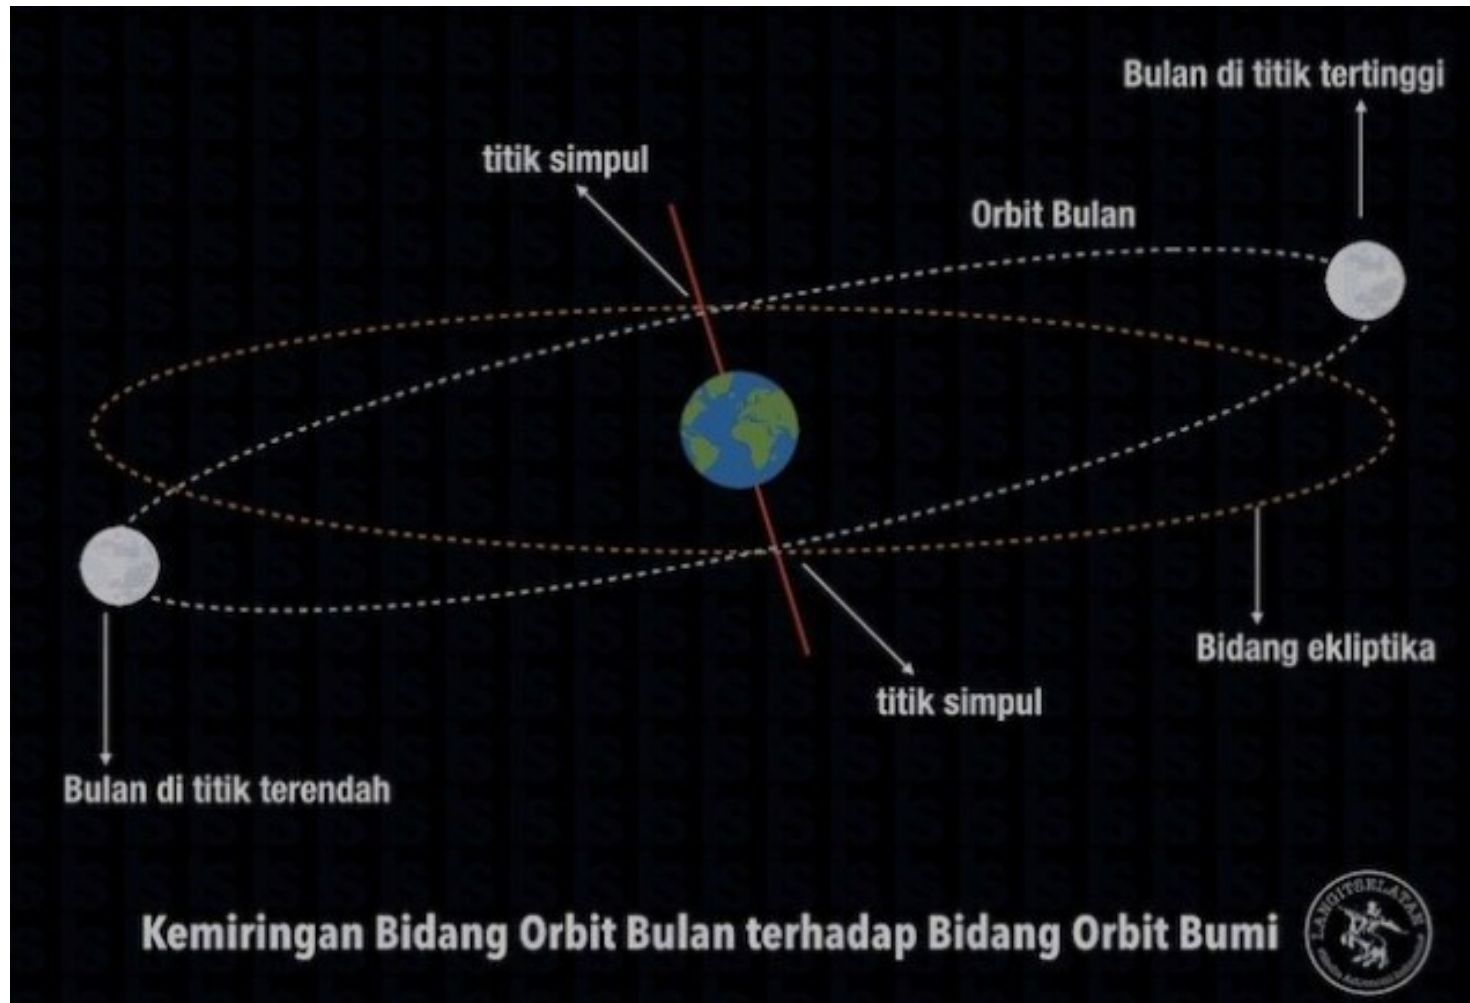 Bulan di titik tertinggi
titik simpul
Orbit Bulan
Bidang ekliptika
titik simpul
Bulan di titik terendah
Kemiringan Bidang Orbit Bulan terhadap Bidang Orbit Bumi
LANGITSELATAN